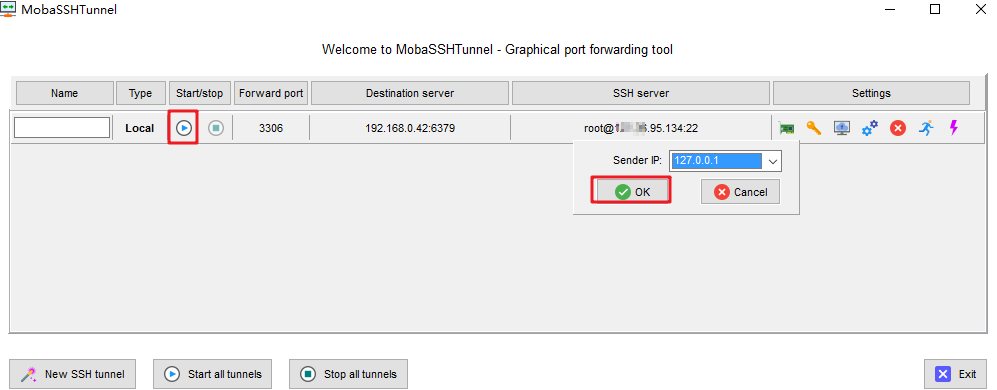 MobaSSHTunnel
Welcome to MobaSSHTunnel - Graphical port forwarding tool
Name Type Start/stop Forward port Destination server SSH server Settings
Local 3306 192.168.0.42:6379 root@ .95.134:22
Sender IP: 127.0.0.1
OK Cancel
New SSH tunnel Start all tunnels Stop all tunnels Exit